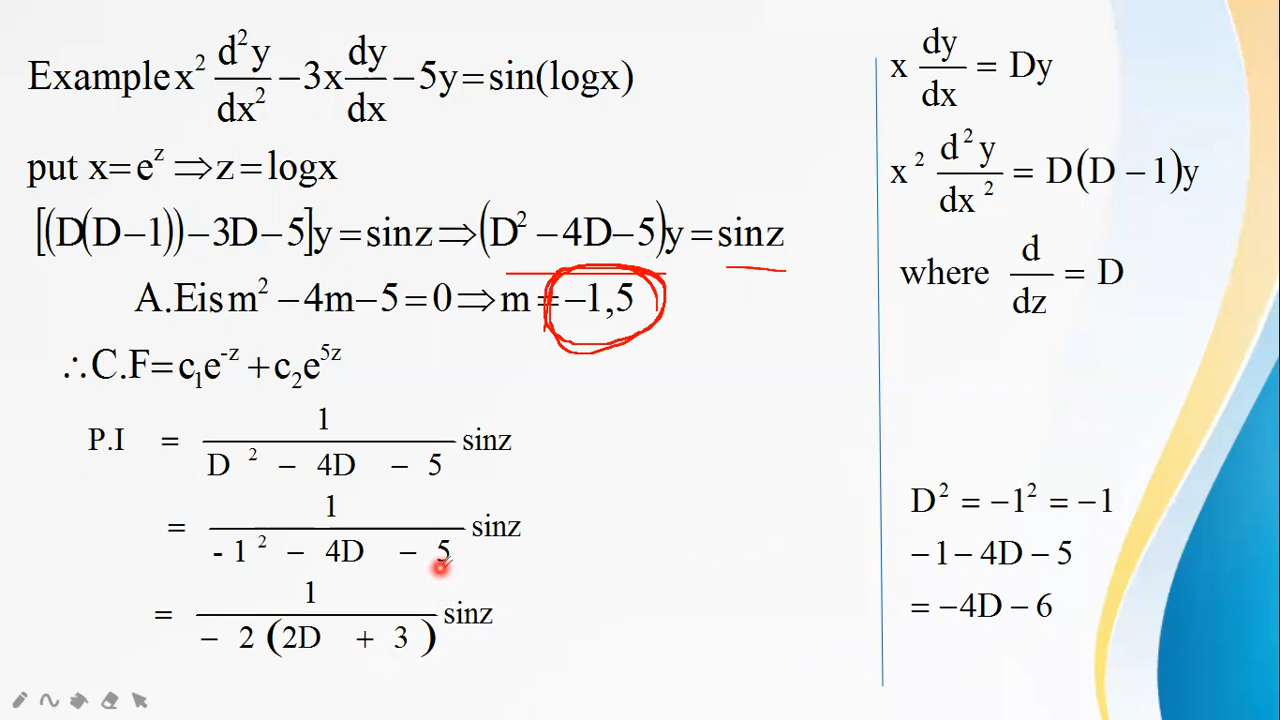 Example x² d²y/dx² − 3x dy/dx − 5y = sin(logx)
put x = e^z ⇒ z = logx
[(D(D−1)) − 3D − 5]y = sinz ⇒ (D² − 4D − 5)y = sinz
A.E is m² − 4m − 5 = 0 ⇒ m = −1,5
∴ C.F = c₁e^-z + c₂e^5z
P.I = 1/(D² − 4D − 5) sinz
= 1/(-1² − 4D − 5) sinz
= 1/(− 2(2D + 3)) sinz
x dy/dx = Dy
x² d²y/dx² = D(D − 1)y
where d/dz = D
D² = −1² = −1
−1 − 4D − 5
= −4D − 6